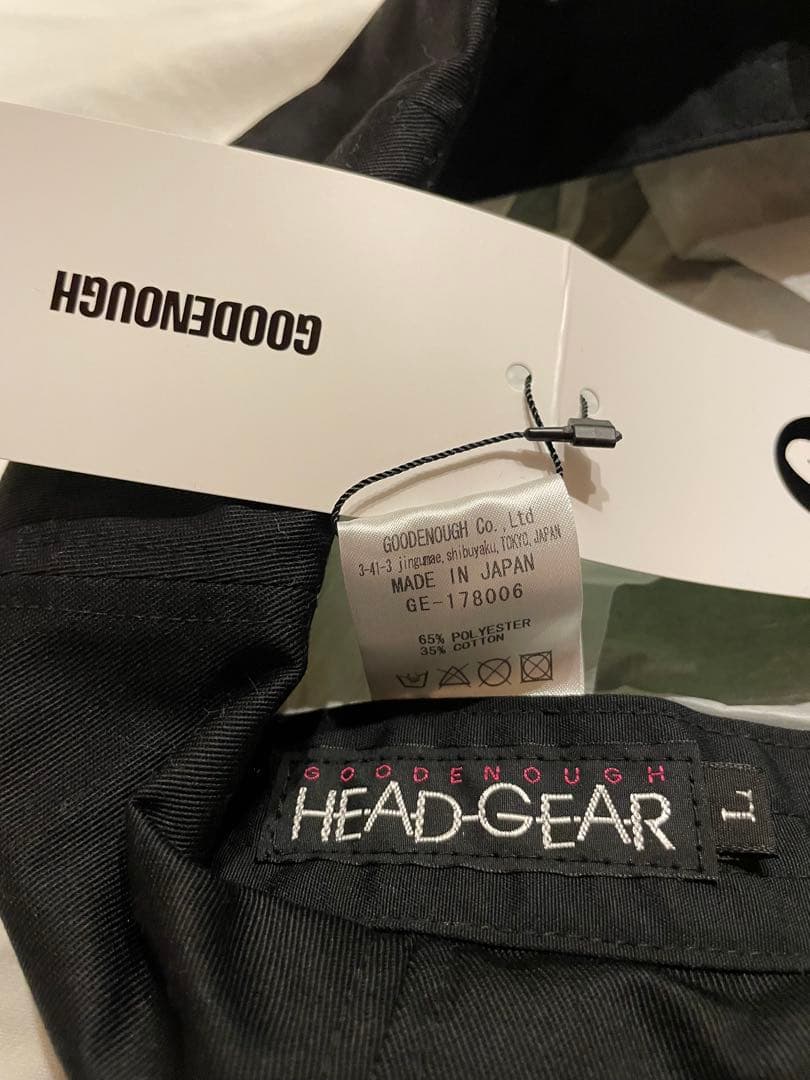 GOODENOUGH
GOODENOUGH Co.,Ltd
3-41-3 jingumae, shibuyaku, TOKYO, JAPAN
MADE IN JAPAN
GE-178006
65% POLYESTER
35% COTTON
GOODENOUGH
HEAD-GEAR
L